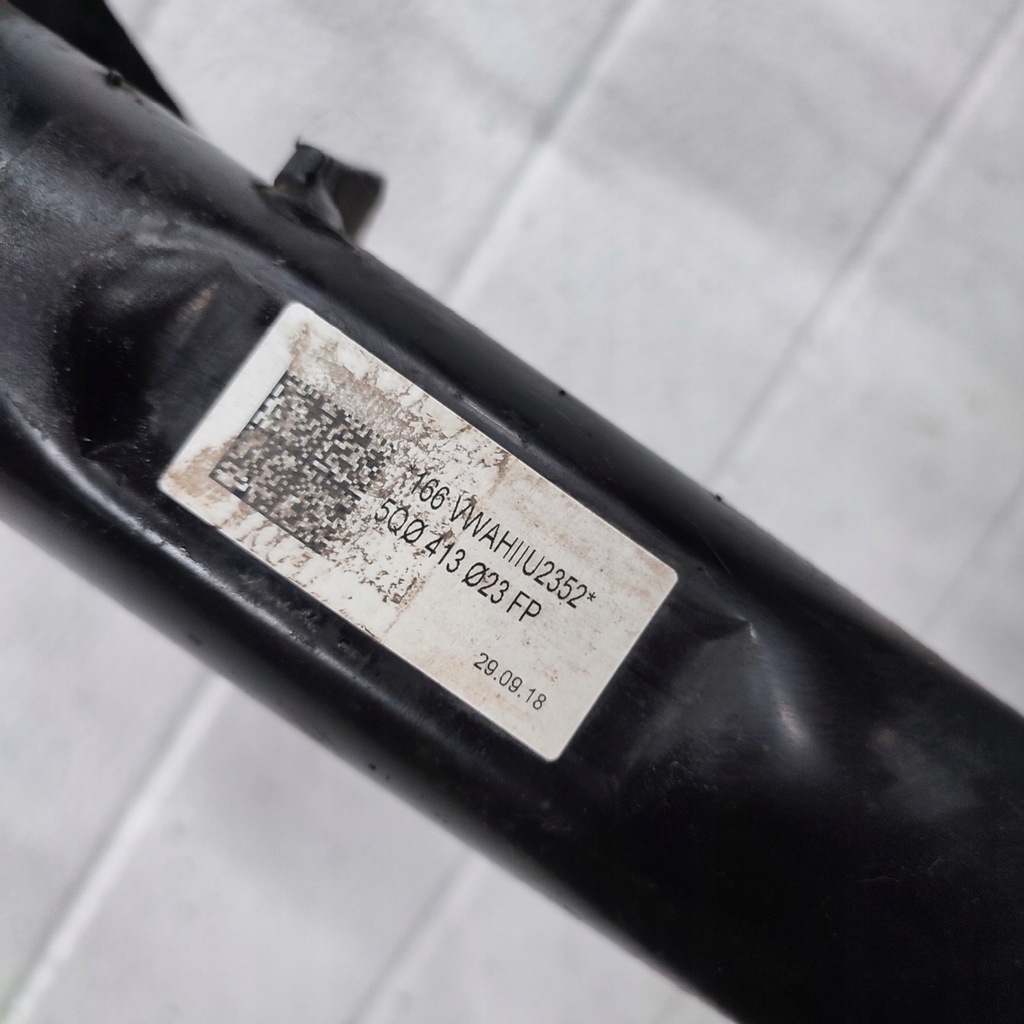 *166 VWAHIIU2352*
5QØ 413 Ø23 FP
29.09.18